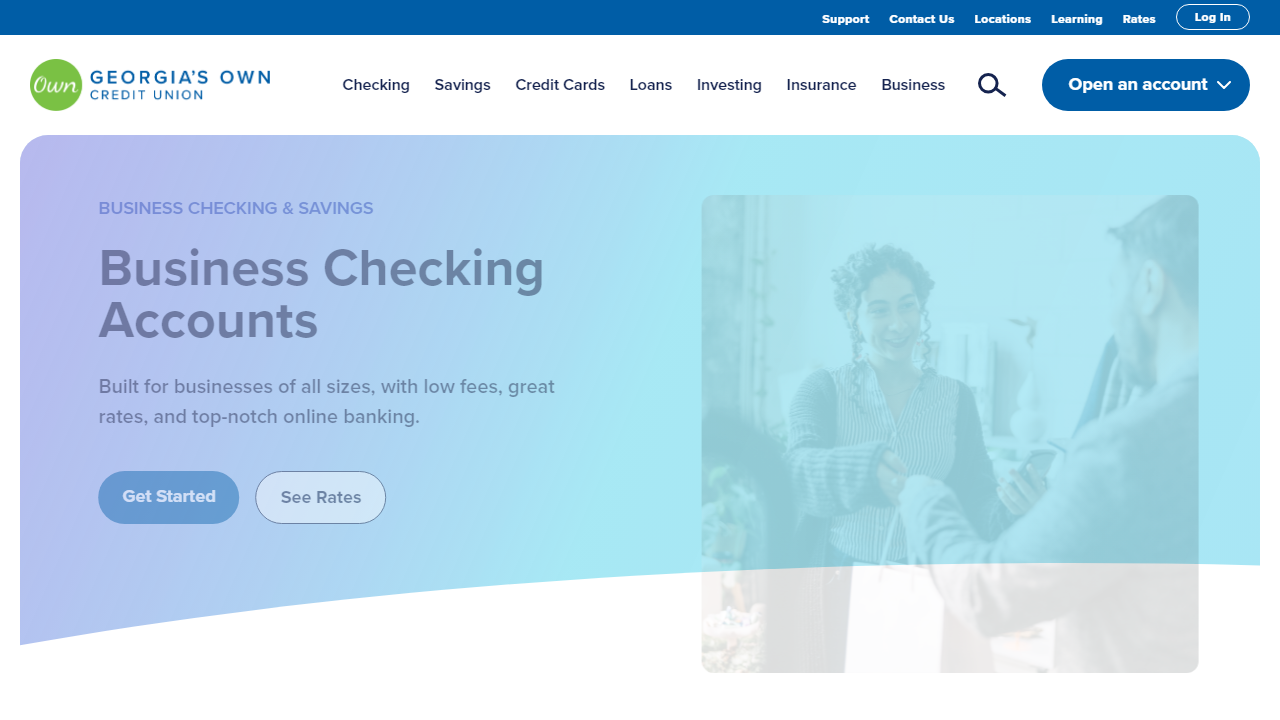 Support Contact Us Locations Learning Rates Log In
Own GEORGIA'S OWN
CREDIT UNION
Checking Savings Credit Cards Loans Investing Insurance Business Open an account
BUSINESS CHECKING & SAVINGS
Business Checking
Accounts
Built for businesses of all sizes, with low fees, great
rates, and top-notch online banking.
Get Started See Rates